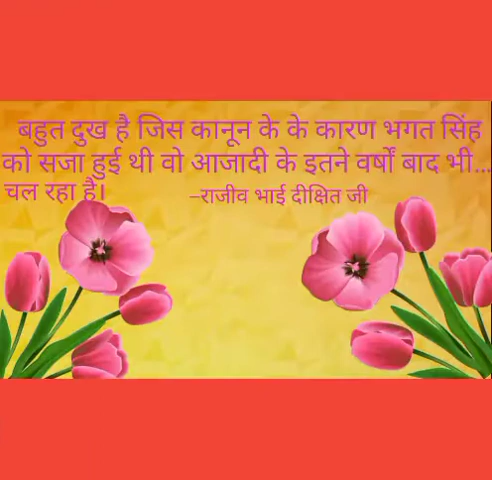 बहुत दुख है जिस कानून के के कारण भगत सिंह
को सजा हुई थी वो आजादी के इतने वर्षों बाद भी...
चल रहा है। –राजीव भाई दीक्षित जी